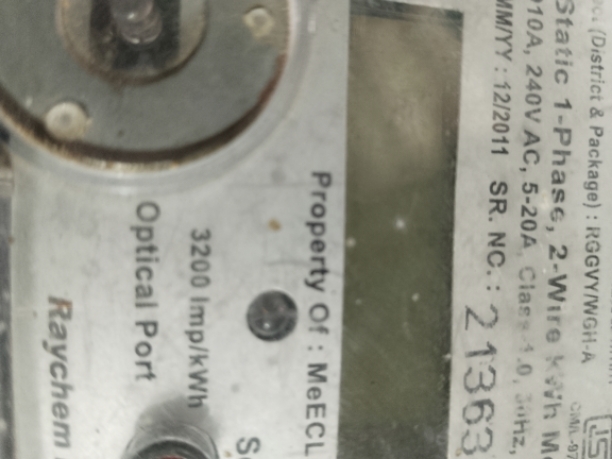 (District & Package) : RGGVY/WGH-A
Static 1-Phase, 2-Wire kWh
10A, 240V AC, 5-20A, Class 1.0, 50Hz,
MM/YY : 12/2011 SR. NO. : 21363
Property Of : MeECL
3200 Imp/kWh
Optical Port
Raychem